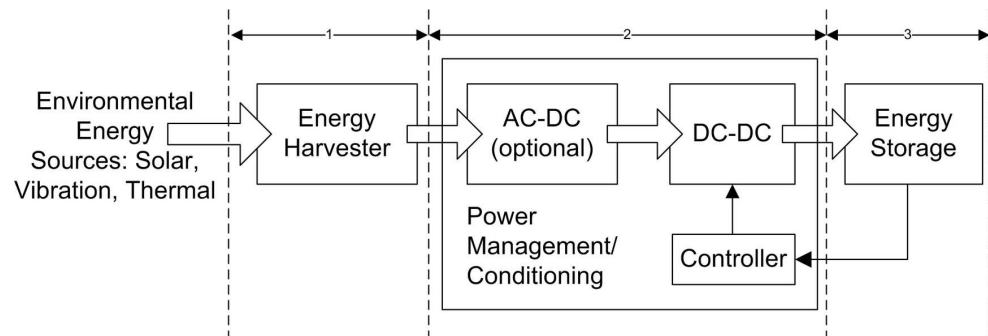 1
2
3
Environmental
Energy
Sources: Solar,
Vibration, Thermal
Energy
Harvester
AC-DC
(optional)
DC-DC
Energy
Storage
Power
Management/
Conditioning
Controller